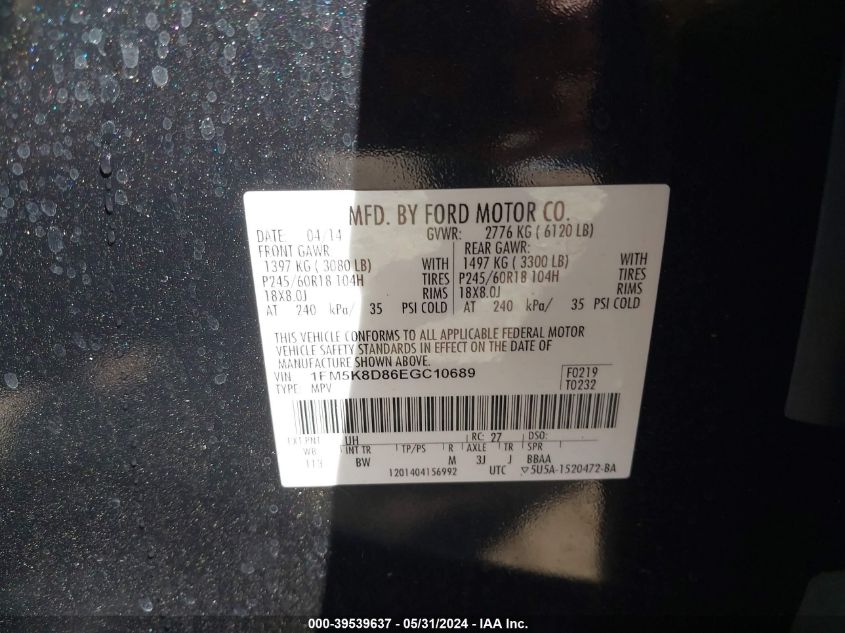 MFD. BY FORD MOTOR CO.
DATE: 04/14 GVWR: 2776 KG ( 6120 LB)
FRONT GAWR: REAR GAWR:
1397 KG ( 3080 LB) WITH 1497 KG ( 3300 LB) WITH
P245/60R18 104H TIRES P245/60R18 104H TIRES
18X8.0J RIMS 18X8.0J RIMS
AT 240 kPa/ 35 PSI COLD AT 240 kPa/ 35 PSI COLD
THIS VEHICLE CONFORMS TO ALL APPLICABLE FEDERAL MOTOR
VEHICLE SAFETY STANDARDS IN EFFECT ON THE DATE OF
MANUFACTURE SHOWN ABOVE.
VIN: 1FM5K8D86EGC10689 F0219
TYPE: MPV T0232
EXT PNT: UH RC: 27 DSO:
WB INT TR TP/PS R AXLE TR SPR
113 BW M 3J J BBAA
1201404156992 UTC ▽5U5A-1520472-BA
000-39539637 - 05/31/2024 - IAA Inc.